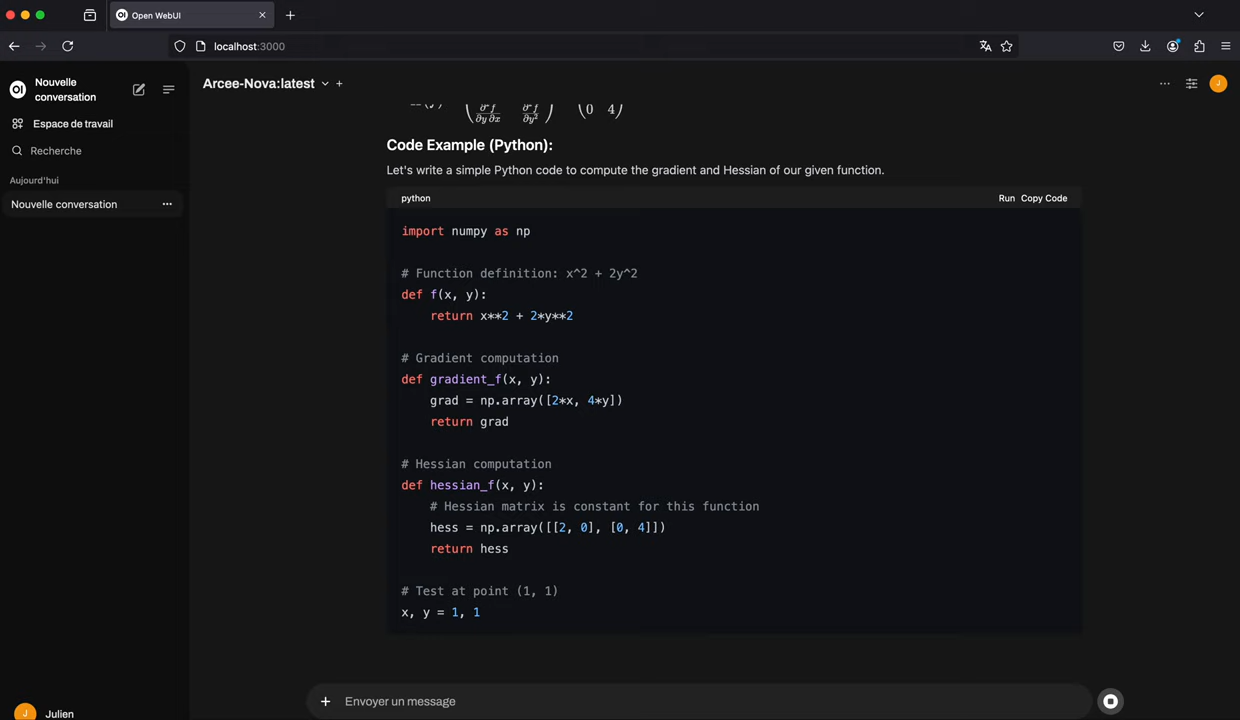 Open WebUI
localhost:3000
Nouvelle
conversation
Espace de travail
Recherche
Aujourd'hui
Nouvelle conversation
Julien
Arcee-Nova:latest
J
∂²f
∂y ∂x
∂²f
∂y²
0 4
Code Example (Python):
Let's write a simple Python code to compute the gradient and Hessian of our given function.
python Run Copy Code
import numpy as np
# Function definition: x^2 + 2y^2
def f(x, y):
    return x**2 + 2*y**2
# Gradient computation
def gradient_f(x, y):
    grad = np.array([2*x, 4*y])
    return grad
# Hessian computation
def hessian_f(x, y):
    # Hessian matrix is constant for this function
    hess = np.array([[2, 0], [0, 4]])
    return hess
# Test at point (1, 1)
x, y = 1, 1
Envoyer un message